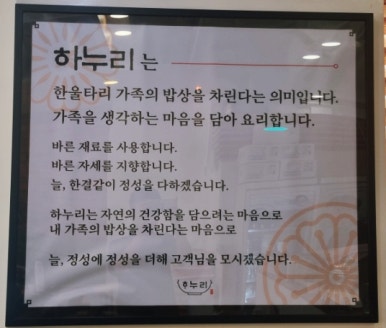 하누리는
한울타리 가족의 밥상을 차린다는 의미입니다.
가족을 생각하는 마음을 담아 요리합니다.
바른 재료를 사용합니다.
바른 자세를 지향합니다.
늘, 한결같이 정성을 다하겠습니다.
하누리는 자연의 건강함을 담으려는 마음으로
내 가족의 밥상을 차린다는 마음으로
늘, 정성에 정성을 더해 고객님을 모시겠습니다.
하누리